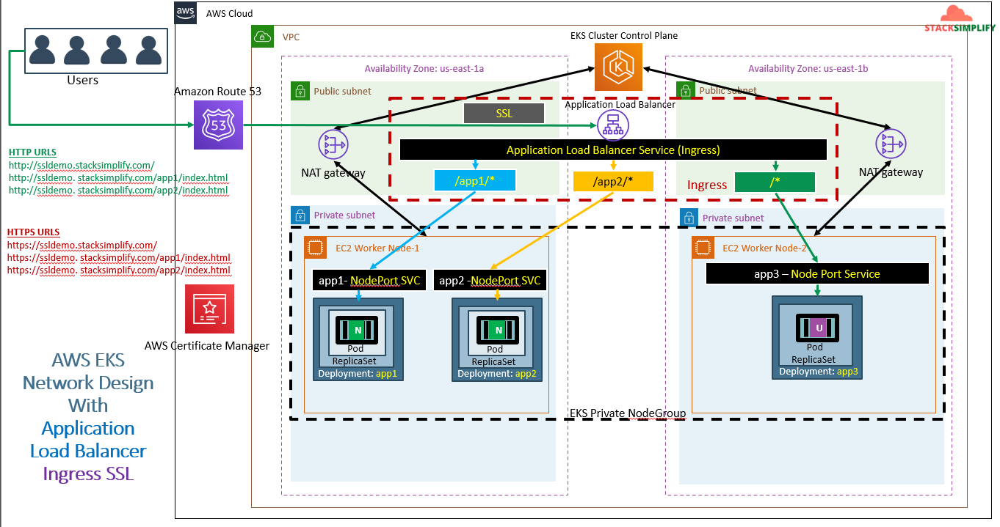 aws
AWS Cloud
STACKSIMPLIFY
VPC
EKS Cluster Control Plane
Users
Availability Zone: us-east-1a
Availability Zone: us-east-1b
Amazon Route 53
53
Public subnet
Public subnet
Application Load Balancer
SSL
HTTP URLS
http://ssldemo.stacksimplify.com/
http://ssldemo. stacksimplify.com/app1/index.html
http://ssldemo. stacksimplify.com/app2/index.html
Application Load Balancer Service (Ingress)
NAT gateway
NAT gateway
/app1/*
/app2/*
Ingress
/*
HTTPS URLS
https://ssldemo.stacksimplify.com/
https://ssldemo. stacksimplify.com/app1/index.html
https://ssldemo. stacksimplify.com/app2/index.html
Private subnet
Private subnet
EC2 Worker Node-1
EC2 Worker Node-2
app1- NodePort SVC
app2 -NodePort SVC
app3 – Node Port Service
K
N
Pod
ReplicaSet
Deployment: app1
N
Pod
ReplicaSet
Deployment: app2
U
Pod
ReplicaSet
Deployment: app3
AWS Certificate Manager
EKS Private NodeGroup
AWS EKS
Network Design
With
Application
Load Balancer
Ingress SSL